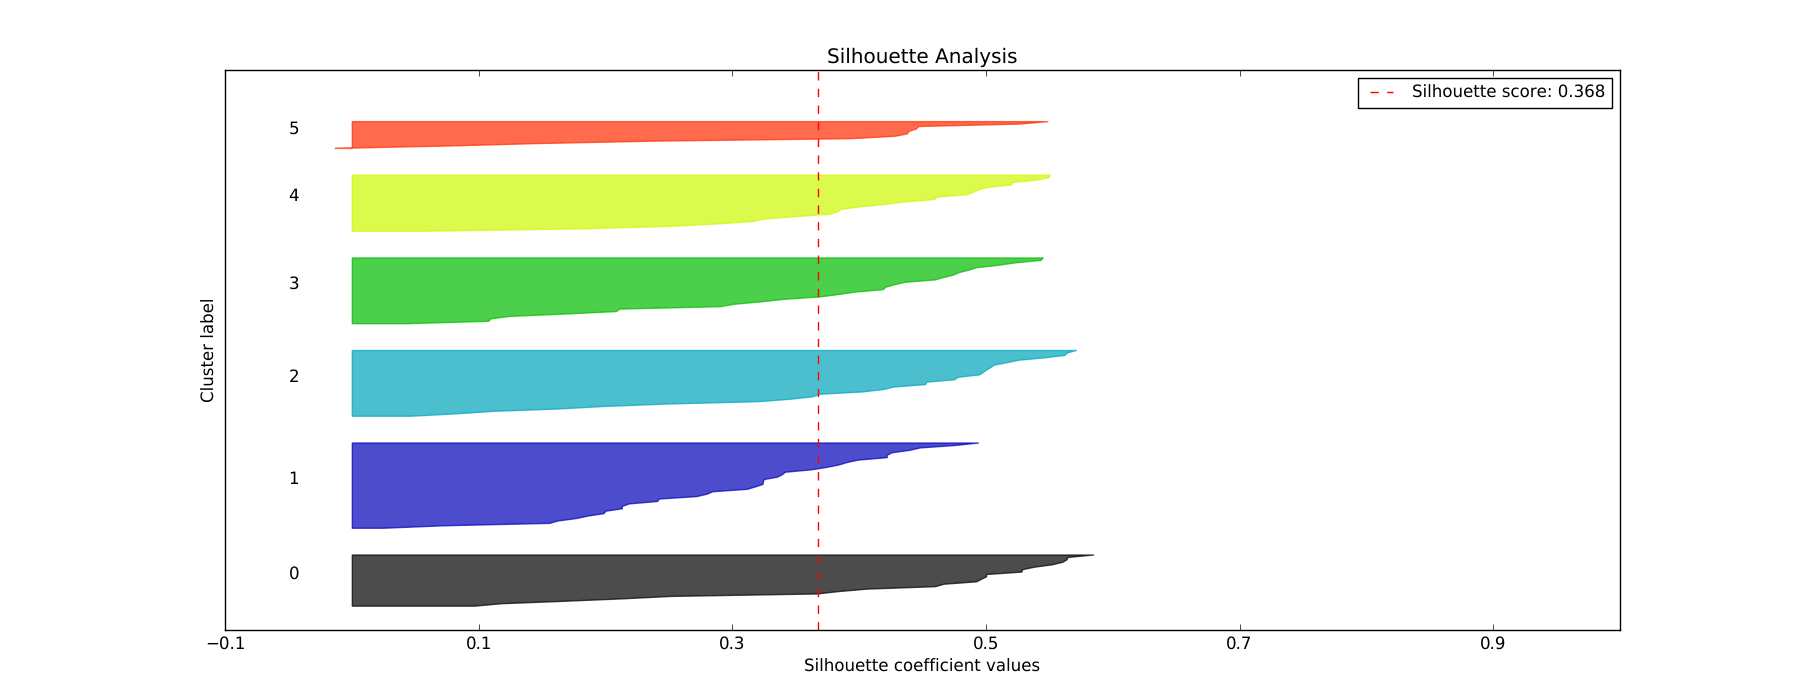 Silhouette Analysis
Silhouette score: 0.368
5
4
3
2
1
0
Cluster label
−0.1 0.1 0.3 0.5 0.7 0.9
Silhouette coefficient values